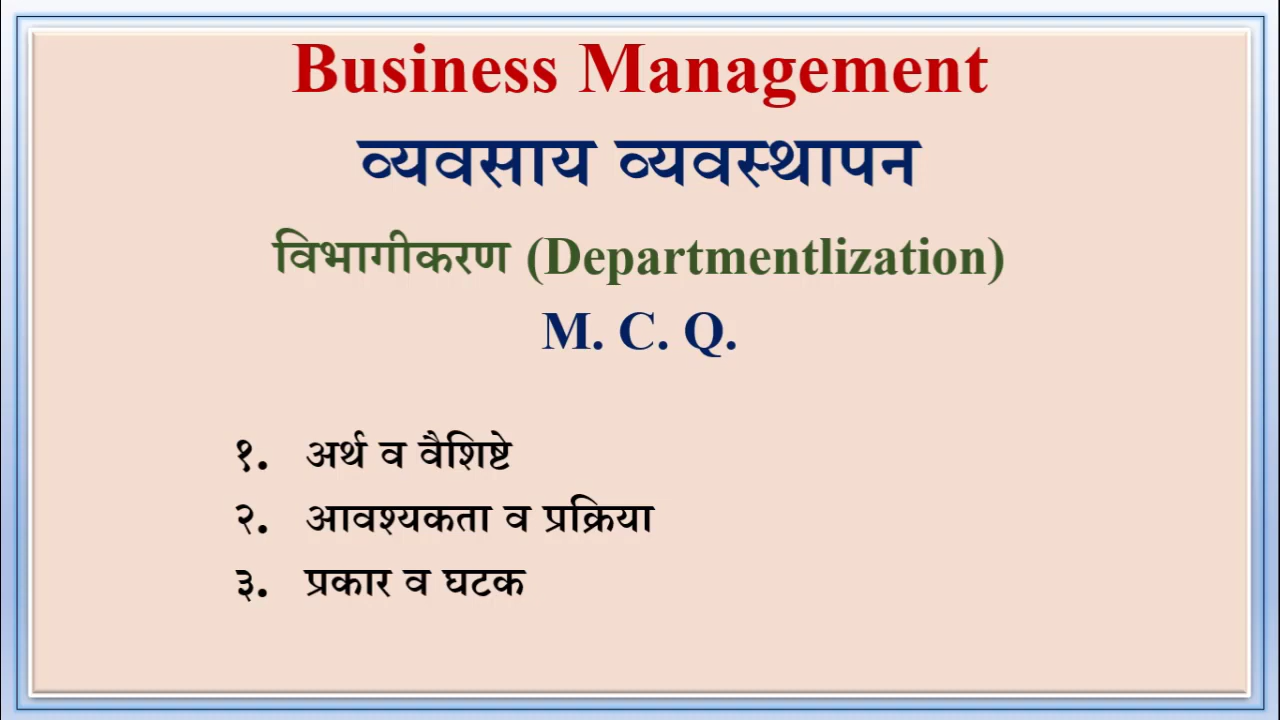 Business Management
व्यवसाय व्यवस्थापन
विभागीकरण (Departmentlization)
M. C. Q.
१. अर्थ व वैशिष्टे
२. आवश्यकता व प्रक्रिया
३. प्रकार व घटक